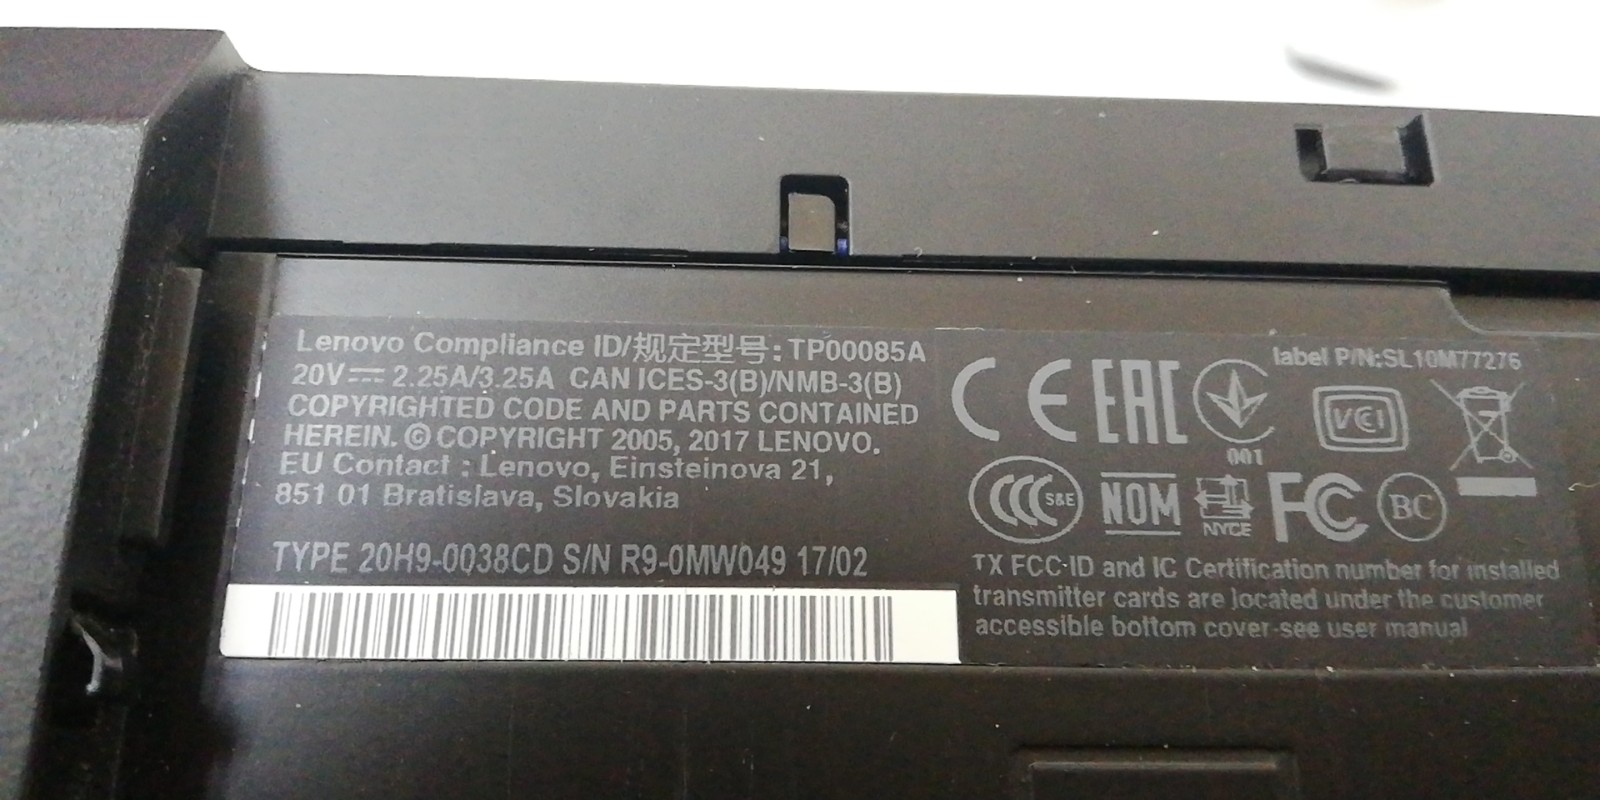 Lenovo Compliance ID/规定型号: TP00085A
20V⎓ 2.25A/3.25A CAN ICES-3(B)/NMB-3(B)
COPYRIGHTED CODE AND PARTS CONTAINED
HEREIN. © COPYRIGHT 2005, 2017 LENOVO.
EU Contact : Lenovo, Einsteinova 21,
851 01 Bratislava, Slovakia
TYPE 20H9-0038CD S/N R9-0MW049 17/02
label P/N:SL10M77276
CE EAC
001
VCCI
CCC S&E NOM NYCE FC BC
TX FCC-ID and IC Certification number for installed
transmitter cards are located under the customer
accessible bottom cover-see user manual